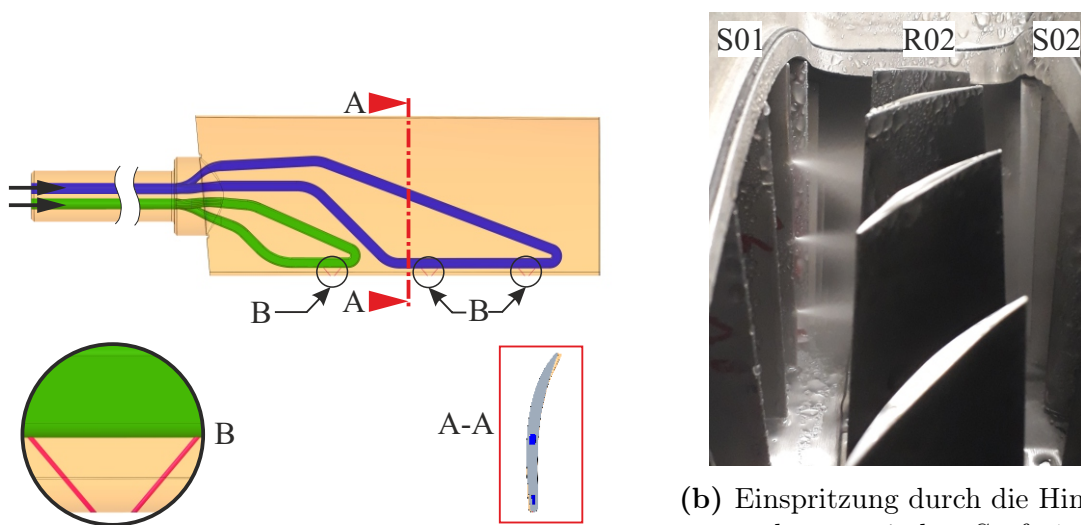 A
B
A
B
B
A-A
S01
R02
S02
(b) Einspritzung durch die Hin